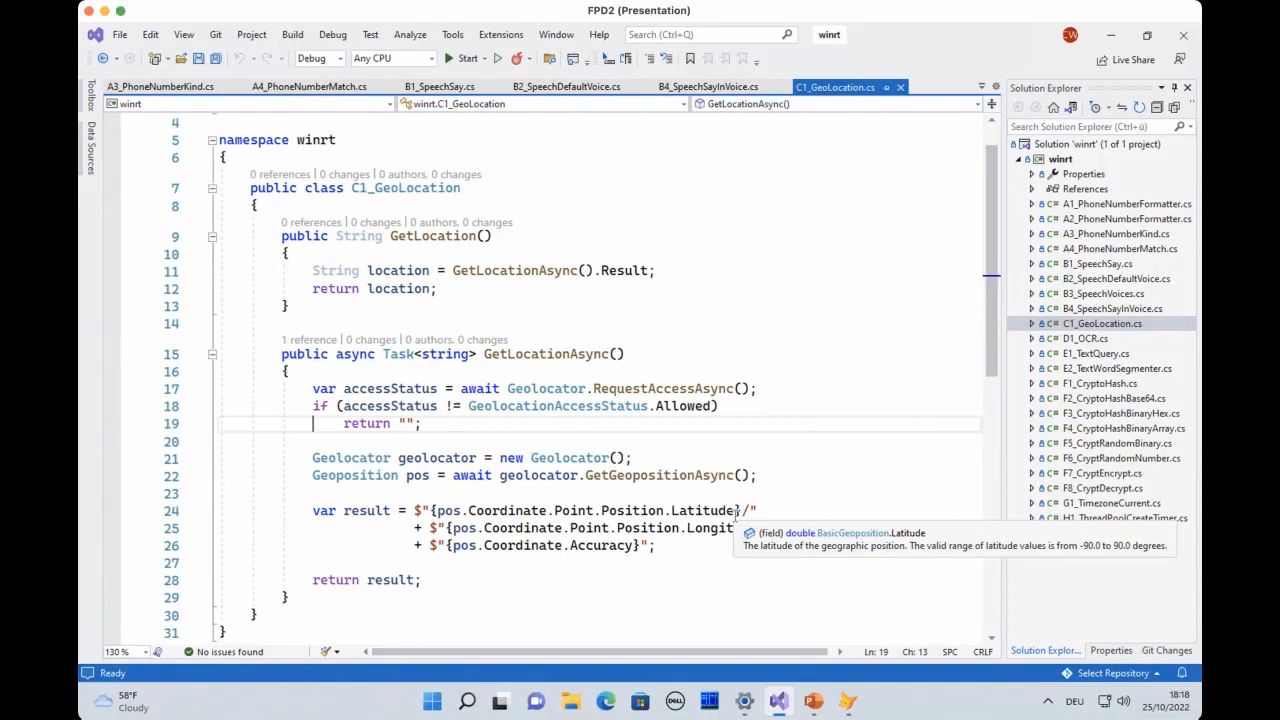 FPD2 (Presentation)
File Edit View Git Project Build Debug Test Analyze Tools Extensions Window Help Search (Ctrl+Q) winrt CW
Debug Any CPU Start Live Share
A3_PhoneNumberKind.cs A4_PhoneNumberMatch.cs B1_SpeechSay.cs B2_SpeechDefaultVoice.cs B4_SpeechSayInVoice.cs C1_GeoLocation.cs
winrt winrt.C1_GeoLocation GetLocationAsync()
Toolbox
Data Sources
4
5 namespace winrt
6 {
0 references | 0 changes | 0 authors, 0 changes
7 public class C1_GeoLocation
8 {
0 references | 0 changes | 0 authors, 0 changes
9 public String GetLocation()
10 {
11 String location = GetLocationAsync().Result;
12 return location;
13 }
14
1 reference | 0 changes | 0 authors, 0 changes
15 public async Task<string> GetLocationAsync()
16 {
17 var accessStatus = await Geolocator.RequestAccessAsync();
18 if (accessStatus != GeolocationAccessStatus.Allowed)
19 return "";
20
21 Geolocator geolocator = new Geolocator();
22 Geoposition pos = await geolocator.GetGeopositionAsync();
23
24 var result = $"{pos.Coordinate.Point.Position.Latitude}/"
25 + $"{pos.Coordinate.Point.Position.Longit
26 + $"{pos.Coordinate.Accuracy}";
27
28 return result;
29 }
30 }
31 }
(field) double BasicGeoposition.Latitude
The latitude of the geographic position. The valid range of latitude values is from -90.0 to 90.0 degrees.
130 % No issues found Ln: 19 Ch: 13 SPC CRLF
Solution Explorer
Search Solution Explorer (Ctrl+ü)
Solution 'winrt' (1 of 1 project)
winrt
Properties
References
A1_PhoneNumberFormatter.cs
A2_PhoneNumberFormatter.cs
A3_PhoneNumberKind.cs
A4_PhoneNumberMatch.cs
B1_SpeechSay.cs
B2_SpeechDefaultVoice.cs
B3_SpeechVoices.cs
B4_SpeechSayInVoice.cs
C1_GeoLocation.cs
D1_OCR.cs
E1_TextQuery.cs
E2_TextWordSegmenter.cs
F1_CryptoHash.cs
F2_CryptoHashBase64.cs
F3_CryptoHashBinaryHex.cs
F4_CryptoHashBinaryArray.cs
F5_CryptRandomBinary.cs
F6_CryptRandomNumber.cs
F7_CryptEncrypt.cs
F8_CryptDecrypt.cs
G1_TimezoneCurrent.cs
H1_ThreadPoolCreateTimer.cs
Solution Explor... Properties Git Changes
Ready Select Repository
58°F
Cloudy
DELL
DEU
18:18
25/10/2022